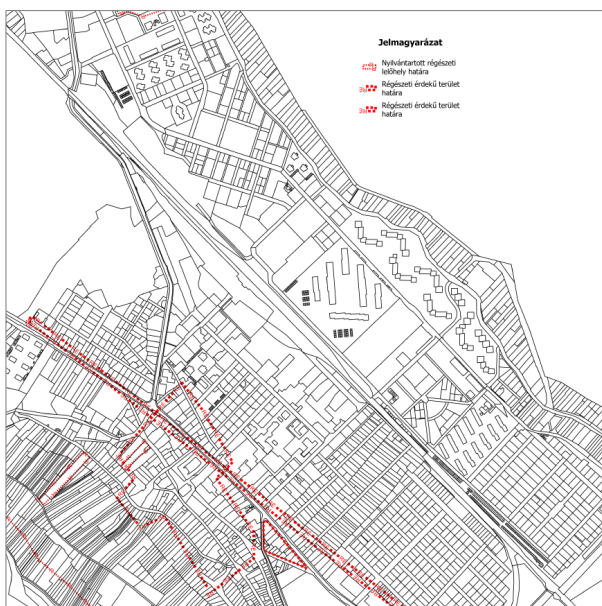 Jelmagyarázat
Nyilvántartott régészeti
lelőhely határa
Régészeti érdekű terület
határa
Régészeti érdekű terület
határa